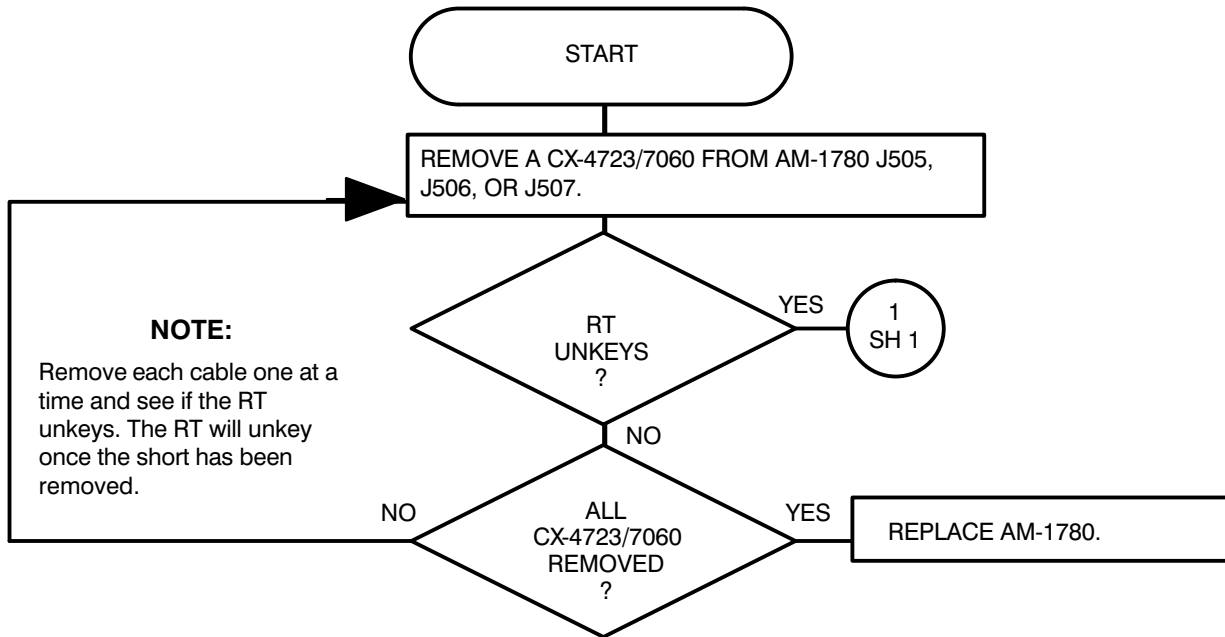 START
REMOVE A CX-4723/7060 FROM AM-1780 J505,
J506, OR J507.
RT
UNKEYS
?
YES
1
SH 1
NOTE:
Remove each cable one at a
time and see if the RT
unkeys. The RT will unkey
once the short has been
removed.
NO
ALL
CX-4723/7060
REMOVED
?
NO
YES
REPLACE AM-1780.